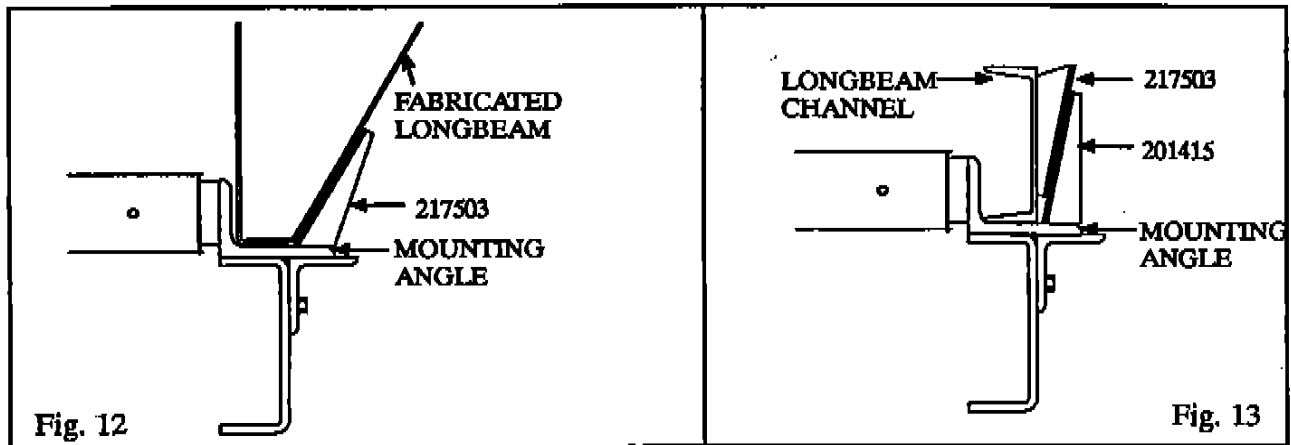 FABRICATED
LONGBEAM
217503
MOUNTING
ANGLE
Fig. 12
LONGBEAM
CHANNEL
217503
201415
MOUNTING
ANGLE
Fig. 13